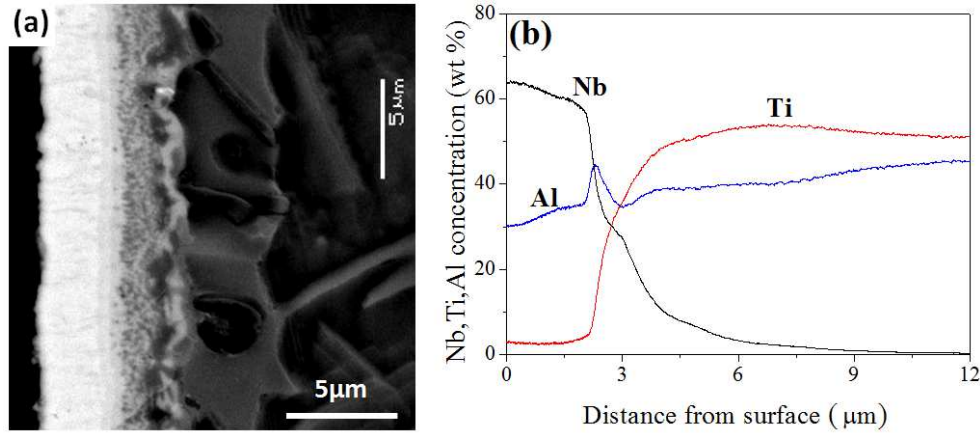 (a)
5µm
5µm
(b)
80
60
40
20
0
Nb,Ti,Al concentration (wt %)
Nb
Ti
Al
0 3 6 9 12
Distance from surface ( µm)